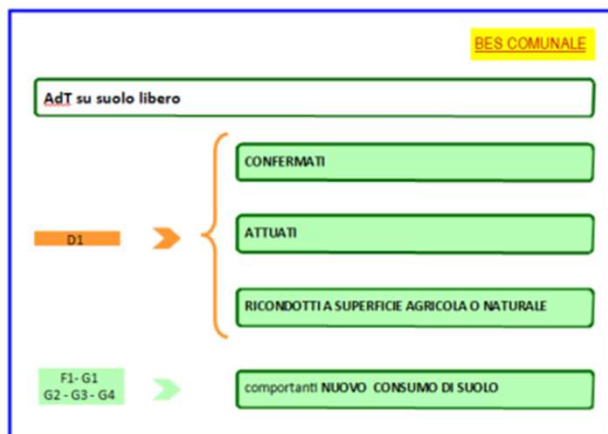 BES COMUNALE
AdT su suolo libero
CONFERMATI
D1
ATTUATI
RICONDOTTI A SUPERFICIE AGRICOLA O NATURALE
F1- G1
G2 - G3 - G4
comportanti NUOVO CONSUMO DI SUOLO